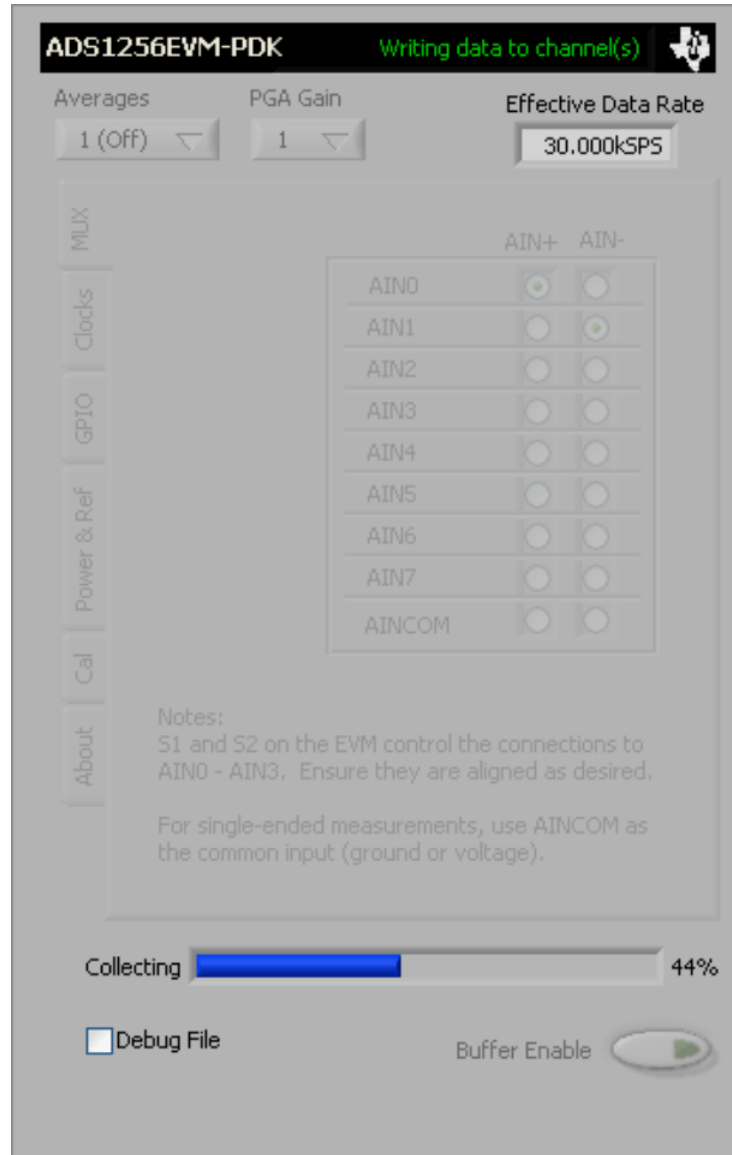 ADS1256EVM-PDK
Writing data to channel(s)
Averages
PGA Gain
Effective Data Rate
1 (Off)
1
30.000kSPS
MUX
Clocks
GPIO
Power & Ref
Cal
About
AIN+ AIN-
AIN0
AIN1
AIN2
AIN3
AIN4
AIN5
AIN6
AIN7
AINCOM
Notes:
S1 and S2 on the EVM control the connections to
AIN0 - AIN3. Ensure they are aligned as desired.
For single-ended measurements, use AINCOM as
the common input (ground or voltage).
Collecting
44%
Debug File
Buffer Enable